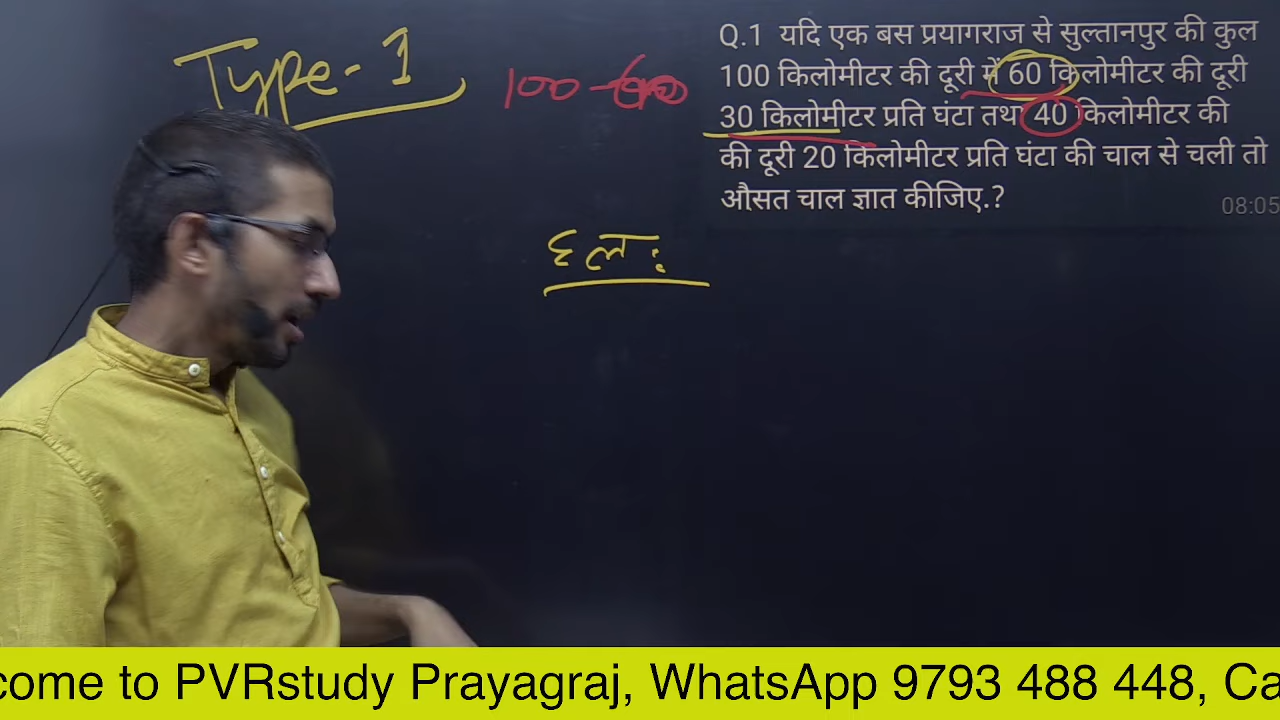 Type-1
100-
Q.1 यदि एक बस प्रयागराज से सुल्तानपुर की कुल
100 किलोमीटर की दूरी में 60 किलोमीटर की दूरी
30 किलोमीटर प्रति घंटा तथा 40 किलोमीटर की
की दूरी 20 किलोमीटर प्रति घंटा की चाल से चली तो
औसत चाल ज्ञात कीजिए.?
08:05
हल:
come to PVRstudy Prayagraj, WhatsApp 9793 488 448, Ca